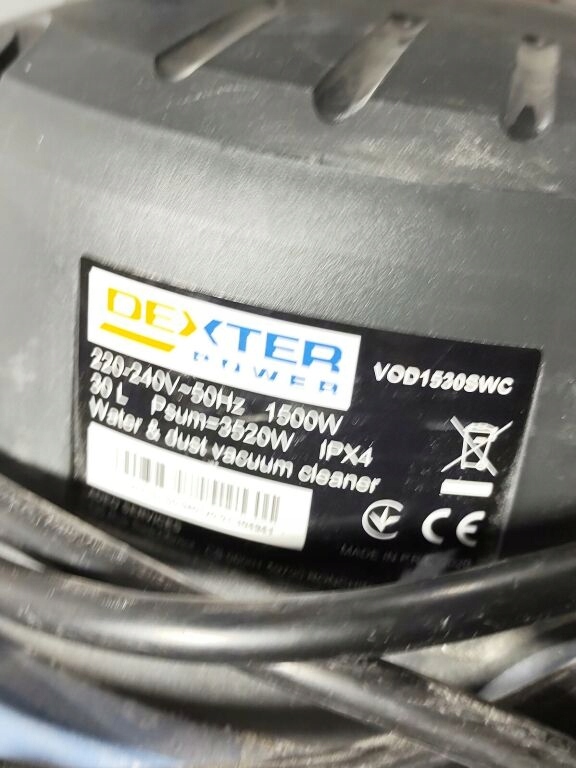 DEXTER
POWER
VOD1530SWC
220-240V~50Hz 1500W
30 L Psum=3520W IPX4
Water & dust vacuum cleaner
CE
MADE IN